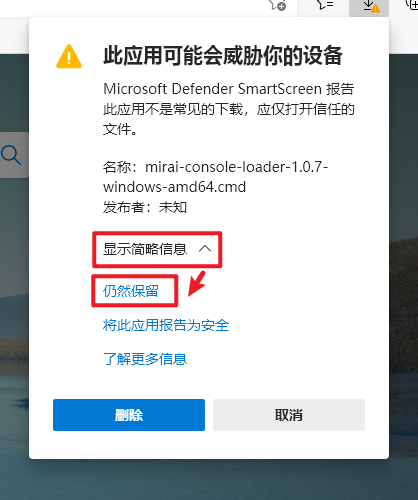 此应用可能会威胁你的设备
Microsoft Defender SmartScreen 报告
此应用不是常见的下载，应仅打开信任的
文件。
名称：mirai-console-loader-1.0.7-
windows-amd64.cmd
发布者：未知
显示简略信息
仍然保留
将此应用报告为安全
了解更多信息
删除
取消